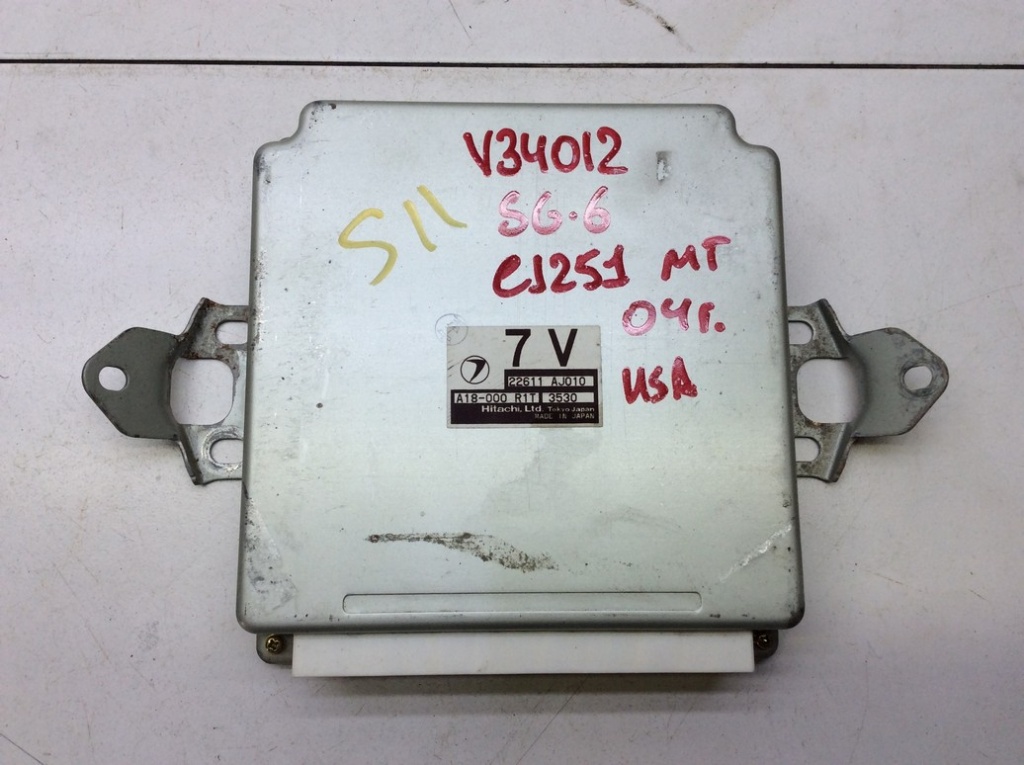 V34012
S11
SG·6
EJ251 MT
04г.
USA
7 V
22611 AJ010
A18-000 R1T 3530
Hitachi, Ltd. Tokyo Japan
MADE IN JAPAN